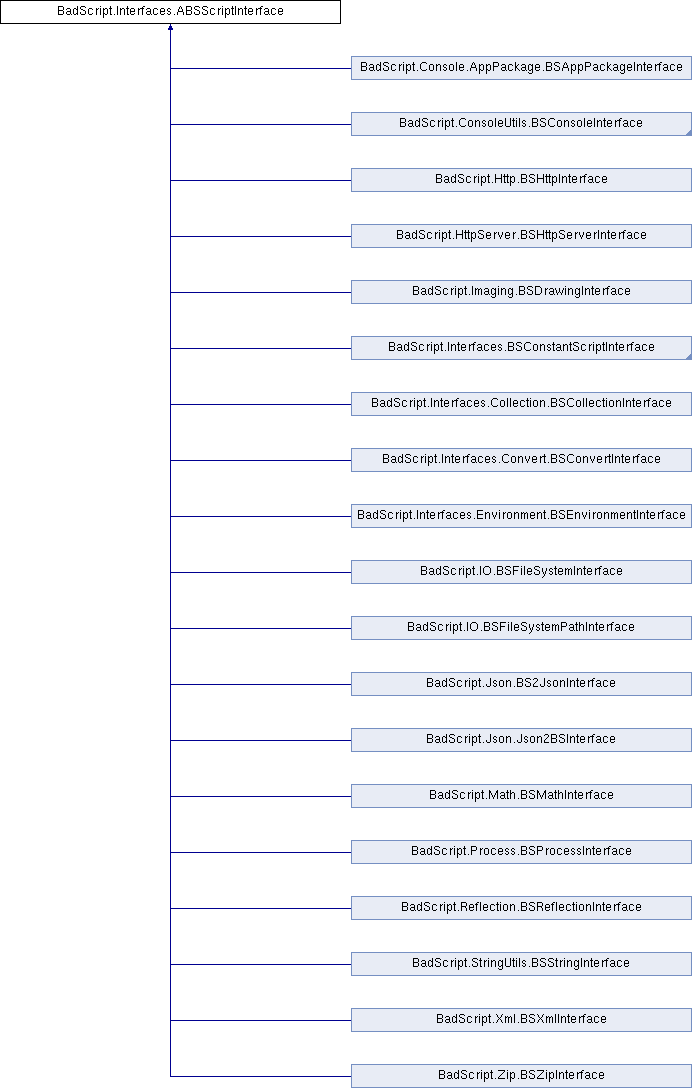 BadScript.Interfaces.ABSScriptInterface
BadScript.Console.AppPackage.BSAppPackageInterface
BadScript.ConsoleUtils.BSConsoleInterface
BadScript.Http.BSHttpInterface
BadScript.HttpServer.BSHttpServerInterface
BadScript.Imaging.BSDrawingInterface
BadScript.Interfaces.BSConstantScriptInterface
BadScript.Interfaces.Collection.BSCollectionInterface
BadScript.Interfaces.Convert.BSConvertInterface
BadScript.Interfaces.Environment.BSEnvironmentInterface
BadScript.IO.BSFileSystemInterface
BadScript.IO.BSFileSystemPathInterface
BadScript.Json.BS2JsonInterface
BadScript.Json.Json2BSInterface
BadScript.Math.BSMathInterface
BadScript.Process.BSProcessInterface
BadScript.Reflection.BSReflectionInterface
BadScript.StringUtils.BSStringInterface
BadScript.Xml.BSXmlInterface
BadScript.Zip.BSZipInterface